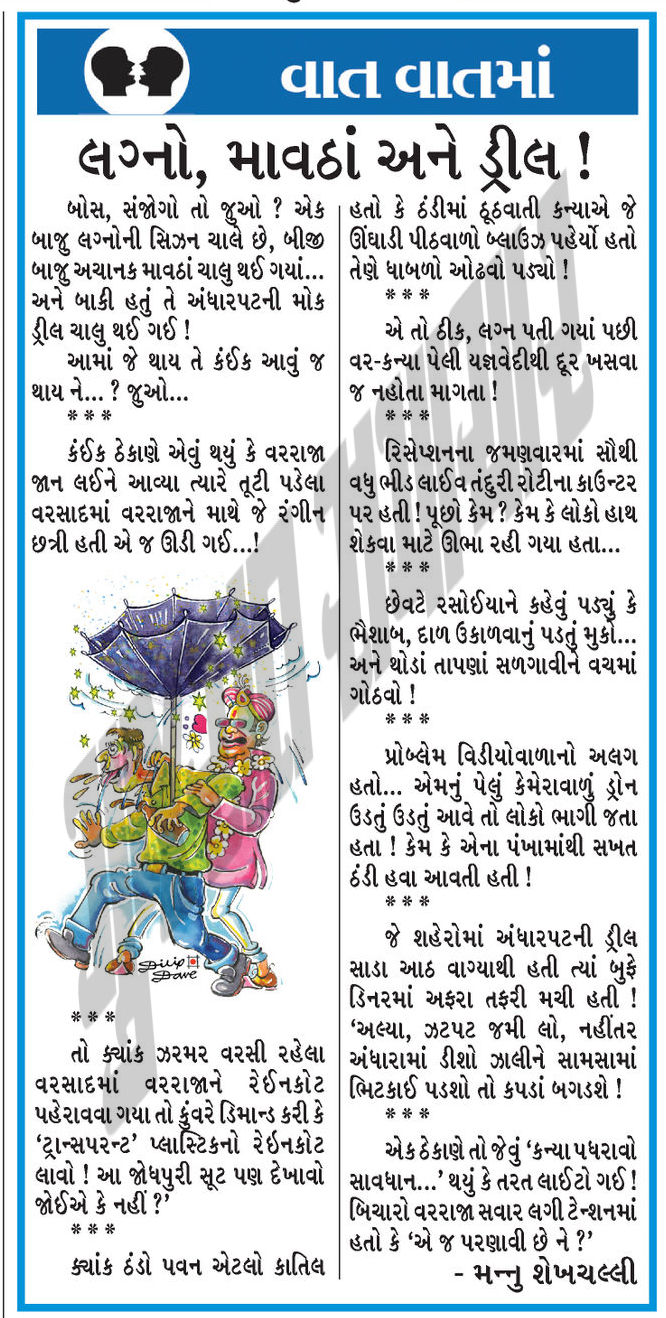 વાત વાતમાં
લગ્નો, માવઠાં અને ડ્રીલ !
બોસ, સંજોગો તો જુઓ ? એક
બાજુ લગ્નોની સિઝન ચાલે છે, બીજી
બાજુ અચાનક માવઠાં ચાલુ થઈ ગયાં...
અને બાકી હતું તે અંધારપટની મોક
ડ્રીલ ચાલુ થઈ ગઈ !
આમાં જે થાય તે કંઈક આવું જ
થાય ને... ? જુઓ...
***
કંઈક ઠેકાણે એવું થયું કે વરરાજા
જાન લઈને આવ્યા ત્યારે તૂટી પડેલા
વરસાદમાં વરરાજાને માથે જે રંગીન
છત્રી હતી એ જ ઊડી ગઈ...!
Dilip
Dave
***
તો ક્યાંક ઝરમર વરસી રહેલા
વરસાદમાં વરરાજાને રેઈનકોટ
પહેરાવવા ગયા તો કુંવરે ડિમાન્ડ કરી કે
‘ટ્રાન્સપરન્ટ’ પ્લાસ્ટિકનો રેઈનકોટ
લાવો ! આ જોધપુરી સૂટ પણ દેખાવો
જોઈએ કે નહીં ?’
***
ક્યાંક ઠંડો પવન એટલો કાતિલ
હતો કે ઠંડીમાં ઠૂઠવાતી કન્યાએ જે
ઊંઘાડી પીઠવાળો બ્લાઉઝ પહેર્યો હતો
તેણે ધાબળો ઓઢવો પડ્યો !
***
એ તો ઠીક, લગ્ન પતી ગયાં પછી
વર-કન્યા પેલી યજ્ઞવેદીથી દૂર ખસવા
જ નહોતા માગતા !
***
રિસેપ્શનના જમણવારમાં સૌથી
વધુ ભીડ લાઈવ તંદુરી રોટીના કાઉન્ટર
પર હતી ! પૂછો કેમ ? કેમ કે લોકો હાથ
શેકવા માટે ઊભા રહી ગયા હતા...
***
છેવટે રસોઈયાને કહેવું પડ્યું કે
ભૈશાબ, દાળ ઉકાળવાનું પડતું મુકો...
અને થોડાં તાપણાં સળગાવીને વચમાં
ગોઠવો !
***
પ્રોબ્લેમ વિડીયોવાળાનો અલગ
હતો... એમનું પેલું કેમેરાવાળું ડ્રોન
ઉડતું ઉડતું આવે તો લોકો ભાગી જતા
હતા ! કેમ કે એના પંખામાંથી સખત
ઠંડી હવા આવતી હતી !
***
જે શહેરોમાં અંધારપટની ડ્રીલ
સાડા આઠ વાગ્યાથી હતી ત્યાં બુફે
ડિનરમાં અફરા તફરી મચી હતી !
‘અલ્યા, ઝટપટ જમી લો, નહીંતર
અંધારામાં ડીશો ઝાલીને સામસામાં
ભિટકાઈ પડશો તો કપડાં બગડશે !
***
એક ઠેકાણે તો જેવું ‘કન્યા પધરાવો
સાવધાન...’ થયું કે તરત લાઈટો ગઈ !
બિચારો વરરાજા સવાર લગી ટેન્શનમાં
હતો કે ‘એ જ પરણાવી છે ને ?’
- મન્નુ શેખચલ્લી